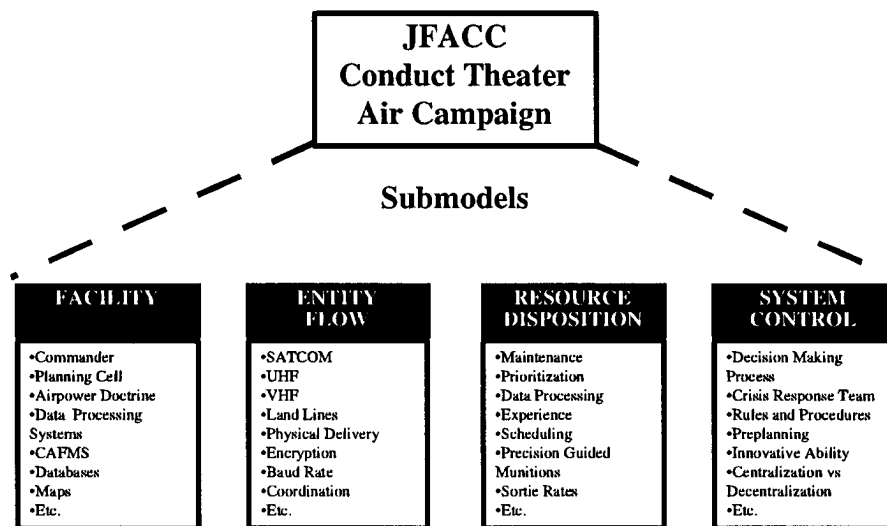 JFACC
Conduct Theater
Air Campaign
Submodels
FACILITY
•Commander
•Planning Cell
•Airpower Doctrine
•Data Processing
Systems
•CAFMS
•Databases
•Maps
•Etc.
ENTITY
FLOW
•SATCOM
•UHF
•VHF
•Land Lines
•Physical Delivery
•Encryption
•Baud Rate
•Coordination
•Etc.
RESOURCE
DISPOSITION
•Maintenance
•Prioritization
•Data Processing
•Experience
•Scheduling
•Precision Guided
Munitions
•Sortie Rates
•Etc.
SYSTEM
CONTROL
•Decision Making
Process
•Crisis Response Team
•Rules and Procedures
•Preplanning
•Innovative Ability
•Centralization vs
Decentralization
•Etc.